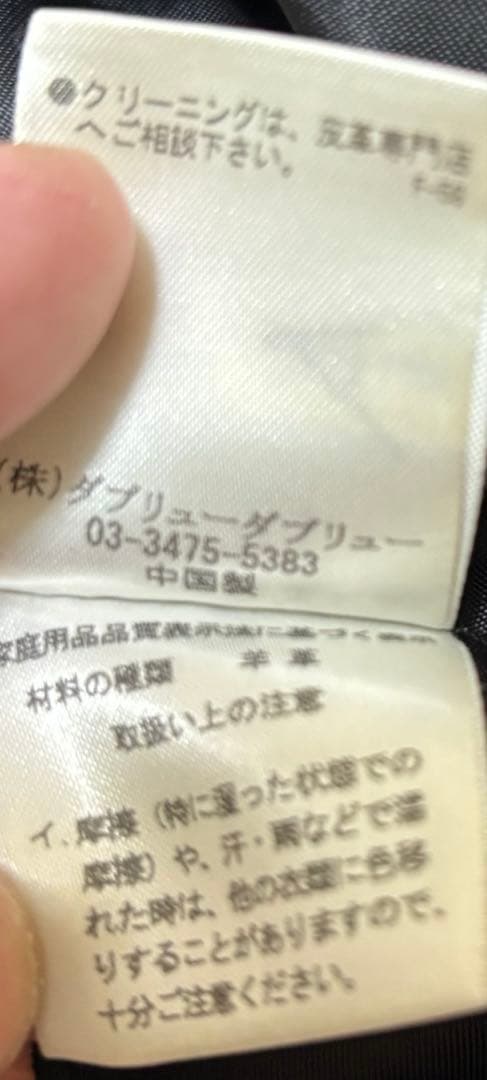 ●クリーニングは、皮革専門店
へご相談下さい。
(株)ダブリューダブリュー
03-3475-5383
中国製
家庭用品品質表示法に基づく表示
材料の種類 羊革
取扱い上の注意
イ.摩擦(特に湿った状態での
摩擦)や、汗・雨などで濡
れた時は、他の衣類に色移
りすることがありますので、
十分ご注意ください。